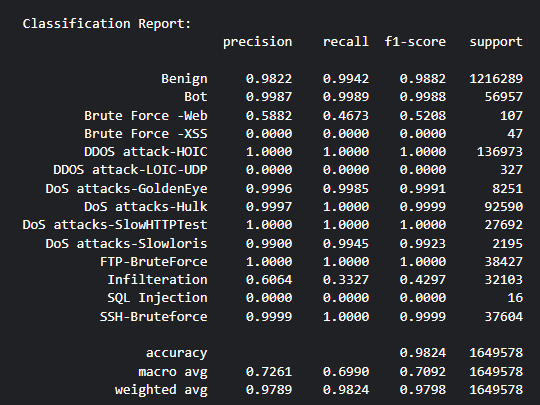 Classification Report:
precision recall f1-score support
Benign 0.9822 0.9942 0.9882 1216289
Bot 0.9987 0.9989 0.9988 56957
Brute Force -Web 0.5882 0.4673 0.5208 107
Brute Force -XSS 0.0000 0.0000 0.0000 47
DDOS attack-HOIC 1.0000 1.0000 1.0000 136973
DDOS attack-LOIC-UDP 0.0000 0.0000 0.0000 327
DoS attacks-GoldenEye 0.9996 0.9985 0.9991 8251
DoS attacks-Hulk 0.9997 1.0000 0.9999 92590
DoS attacks-SlowHTTPTest 1.0000 1.0000 1.0000 27692
DoS attacks-Slowloris 0.9900 0.9945 0.9923 2195
FTP-BruteForce 1.0000 1.0000 1.0000 38427
Infilteration 0.6064 0.3327 0.4297 32103
SQL Injection 0.0000 0.0000 0.0000 16
SSH-Bruteforce 0.9999 1.0000 0.9999 37604
accuracy 0.9824 1649578
macro avg 0.7261 0.6990 0.7092 1649578
weighted avg 0.9789 0.9824 0.9798 1649578